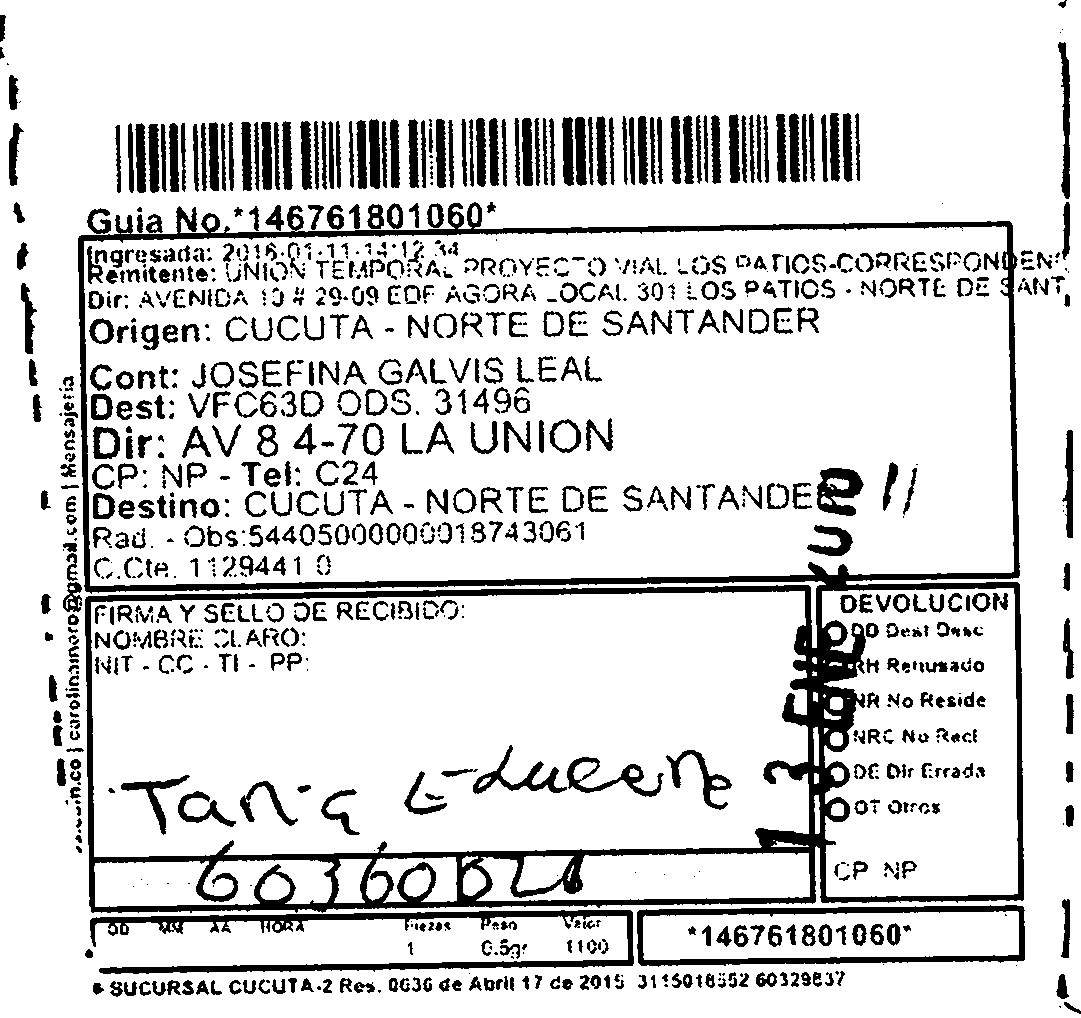 Guia No.*146761801060*
Ingresada: 2016-01-11-14:12:34
Remitente: UNION TEMPORAL PROYECTO VIAL LOS PATIOS-CORRESPONDEN
Dir: AVENIDA 10 # 29-09 EDF AGORA LOCAL 301 LOS PATIOS - NORTE DE SANT
Origen: CUCUTA - NORTE DE SANTANDER
Cont: JOSEFINA GALVIS LEAL
Dest: VFC63D ODS. 31496
Dir: AV 8 4-70 LA UNION
CP: NP - Tel: C24
Destino: CUCUTA - NORTE DE SANTANDER
Rad. - Obs:54405000000018743061
C.Cte. 1129441 0
FIRMA Y SELLO DE RECIBIDO:
NOMBRE CLARO:
NIT - CC - TI - PP:
DEVOLUCION
DD Dest Desc
RH Rehusado
NR No Reside
NRC No Recl
DE Dir Errada
OT Otros
CP NP
Tania
13 ENE
11
DD MM AA HORA
Piezas Peso Valor
1 0.5gr 1100
*146761801060*
SUCURSAL CUCUTA-2 Res. 0636 de Abril 17 de 2015 3115018552 60329837
| Mensajeria